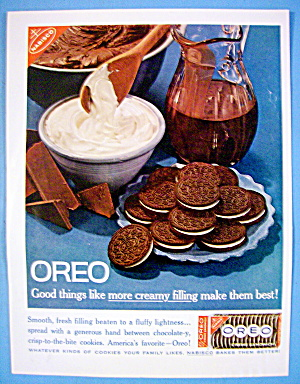 NABISCO
OREO
Good things like more creamy filling make them best!
Smooth, fresh filling beaten to a fluffy lightness...
spread with a generous hand between chocolate-y,
crisp-to-the-bite cookies. America's favorite—Oreo!
OREO
OREO
WHATEVER KINDS OF COOKIES YOUR FAMILY LIKES, NABISCO BAKES THEM BETTER!